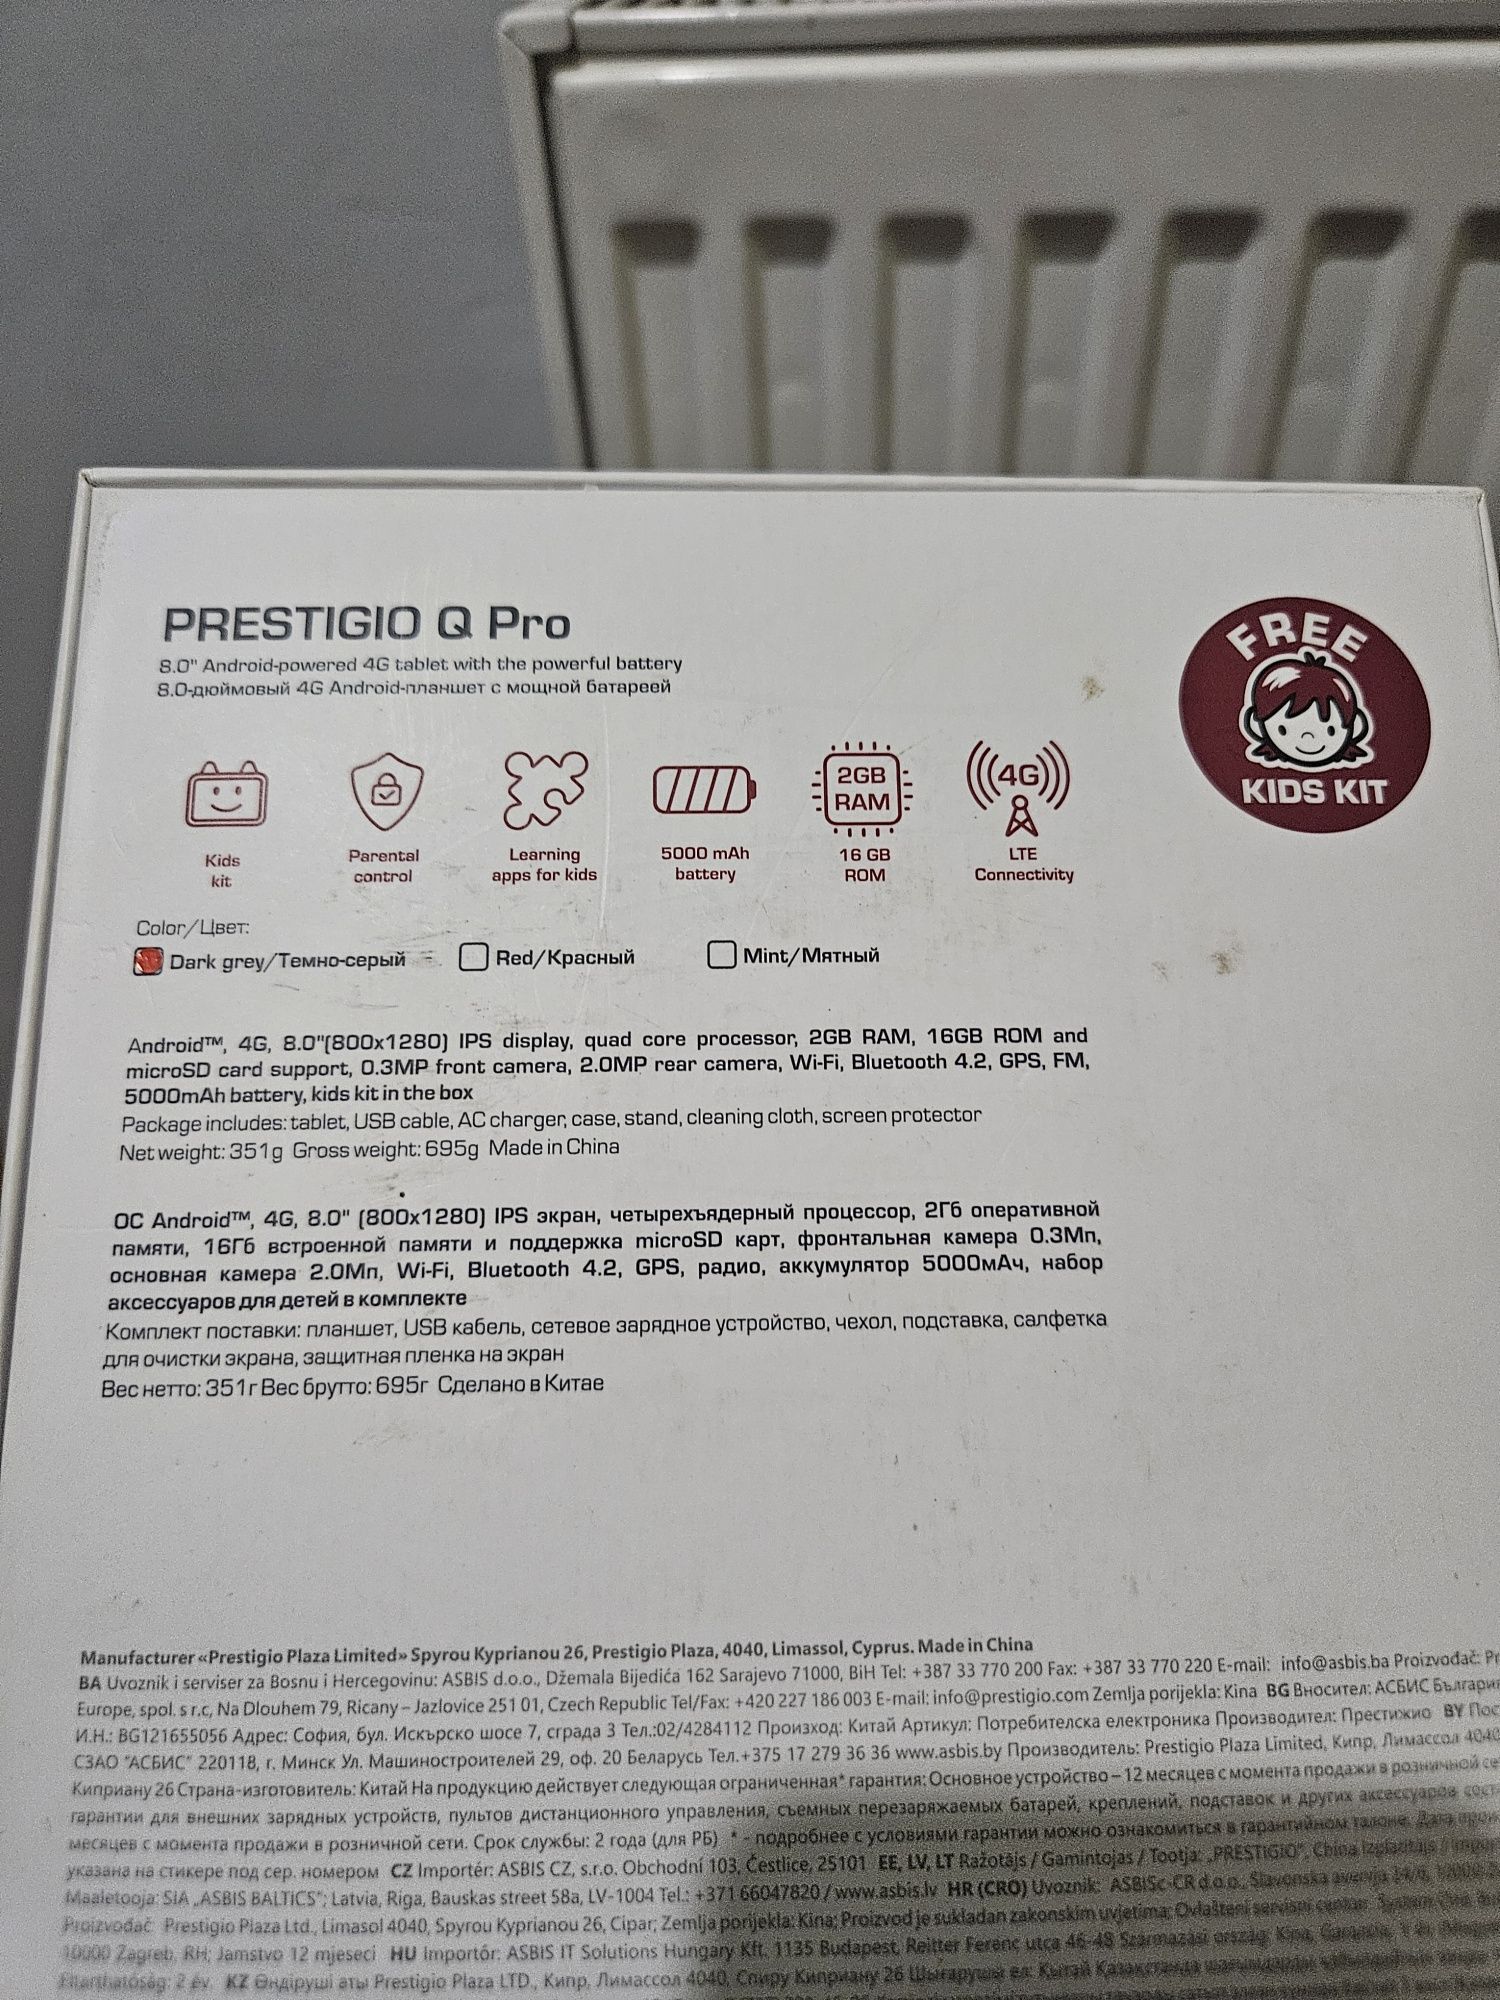 PRESTIGIO Q Pro
8.0" Android-powered 4G tablet with the powerful battery
8.0-дюймовый 4G Android-планшет с мощной батареей
FREE
KIDS KIT
Kids
kit
Parental
control
Learning
apps for kids
5000 mAh
battery
2GB
RAM
16 GB
ROM
4G
LTE
Connectivity
Color/Цвет:
Dark grey/Темно-серый
Red/Красный
Mint/Мятный
Android™, 4G, 8.0"(800x1280) IPS display, quad core processor, 2GB RAM, 16GB ROM and
microSD card support, 0.3MP front camera, 2.0MP rear camera, Wi-Fi, Bluetooth 4.2, GPS, FM,
5000mAh battery, kids kit in the box
Package includes: tablet, USB cable, AC charger, case, stand, cleaning cloth, screen protector
Net weight: 351g Gross weight: 695g Made in China
ОС Android™, 4G, 8.0" (800x1280) IPS экран, четырехъядерный процессор, 2Гб оперативной
памяти, 16Гб встроенной памяти и поддержка microSD карт, фронтальная камера 0.3Мп,
основная камера 2.0Мп, Wi-Fi, Bluetooth 4.2, GPS, радио, аккумулятор 5000мАч, набор
аксессуаров для детей в комплекте
Комплект поставки: планшет, USB кабель, сетевое зарядное устройство, чехол, подставка, салфетка
для очистки экрана, защитная пленка на экран
Вес нетто: 351г Вес брутто: 695г Сделано в Китае
Manufacturer «Prestigio Plaza Limited» Spyrou Kyprianou 26, Prestigio Plaza, 4040, Limassol, Cyprus. Made in China
BA Uvoznik i serviser za Bosnu i Hercegovinu: ASBIS d.o.o., Džemala Bijedića 162 Sarajevo 71000, BiH Tel: +387 33 770 200 Fax: +387 33 770 220 E-mail: info@asbis.ba Proizvođač:
Europe, spol. s r.c, Na Dlouhem 79, Ricany – Jazlovice 251 01, Czech Republic Tel/Fax: +420 227 186 003 E-mail: info@prestigio.com Zemlja porijekla: Kina BG Вносител: АСБИС
И.Н.: BG121655056 Адрес: София, бул. Искърско шосе 7, сграда 3 Тел.:02/4284112 Произход: Китай Артикул: Потребителска електроника Производител: Престижио BY
СЗАО "АСБИС" 220118, г. Минск Ул. Машиностроителей 29, оф. 20 Беларусь Тел.+375 17 279 36 36 www.asbis.by Производитель: Prestigio Plaza Limited, Кипр, Лимассол 4040
Киприану 26 Страна-изготовитель: Китай На продукцию действует следующая ограниченная* гарантия: Основное устройство – 12 месяцев с момента продажи в розничной
гарантии для внешних зарядных устройств, пультов дистанционного управления, съемных перезаряжаемых батарей, креплений, подставок и других аксессуаров
месяцев с момента продажи в розничной сети. Срок службы: 2 года (для РБ) * - подробнее с условиями гарантии можно ознакомиться в гарантийном талоне. Дата
указана на стикере под сер. номером CZ Importér: ASBIS CZ, s.r.o. Obchodní 103, Čestlice, 25101 EE, LV, LT Ražotājs / Gamintojas / Tootja: „PRESTIGIO", China
Maaletooja: SIA „ASBIS BALTICS"; Latvia, Riga, Bauskas street 58a, LV-1004 Tel.: +371 66047820 / www.asbis.lv HR (CRO) Uvoznik: ASBISc-CR d.o.o., Slavonska avenija
Proizvođač: Prestigio Plaza Ltd., Limasol 4040, Spyrou Kyprianou 26, Cipar; Zemlja porijekla: Kina; Proizvod je sukladan zakonskim uvjetima; Ovlašteni servisni centar:
10000 Zagreb, RH; Jamstvo 12 mjeseci HU Importőr: ASBIS IT Solutions Hungary Kft. 1135 Budapest, Reitter Ferenc utca 46-48 Származási ország: Kína,
Élettarthatóság: 2 év. KZ Өндіруші аты Prestigio Plaza LTD., Кипр, Лимассол 4040, Спиру Киприану 26